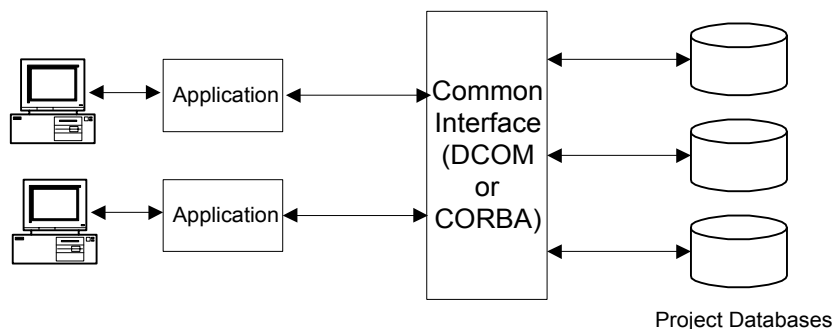 Application
Application
Common
Interface
(DCOM
or
CORBA)
Project Databases